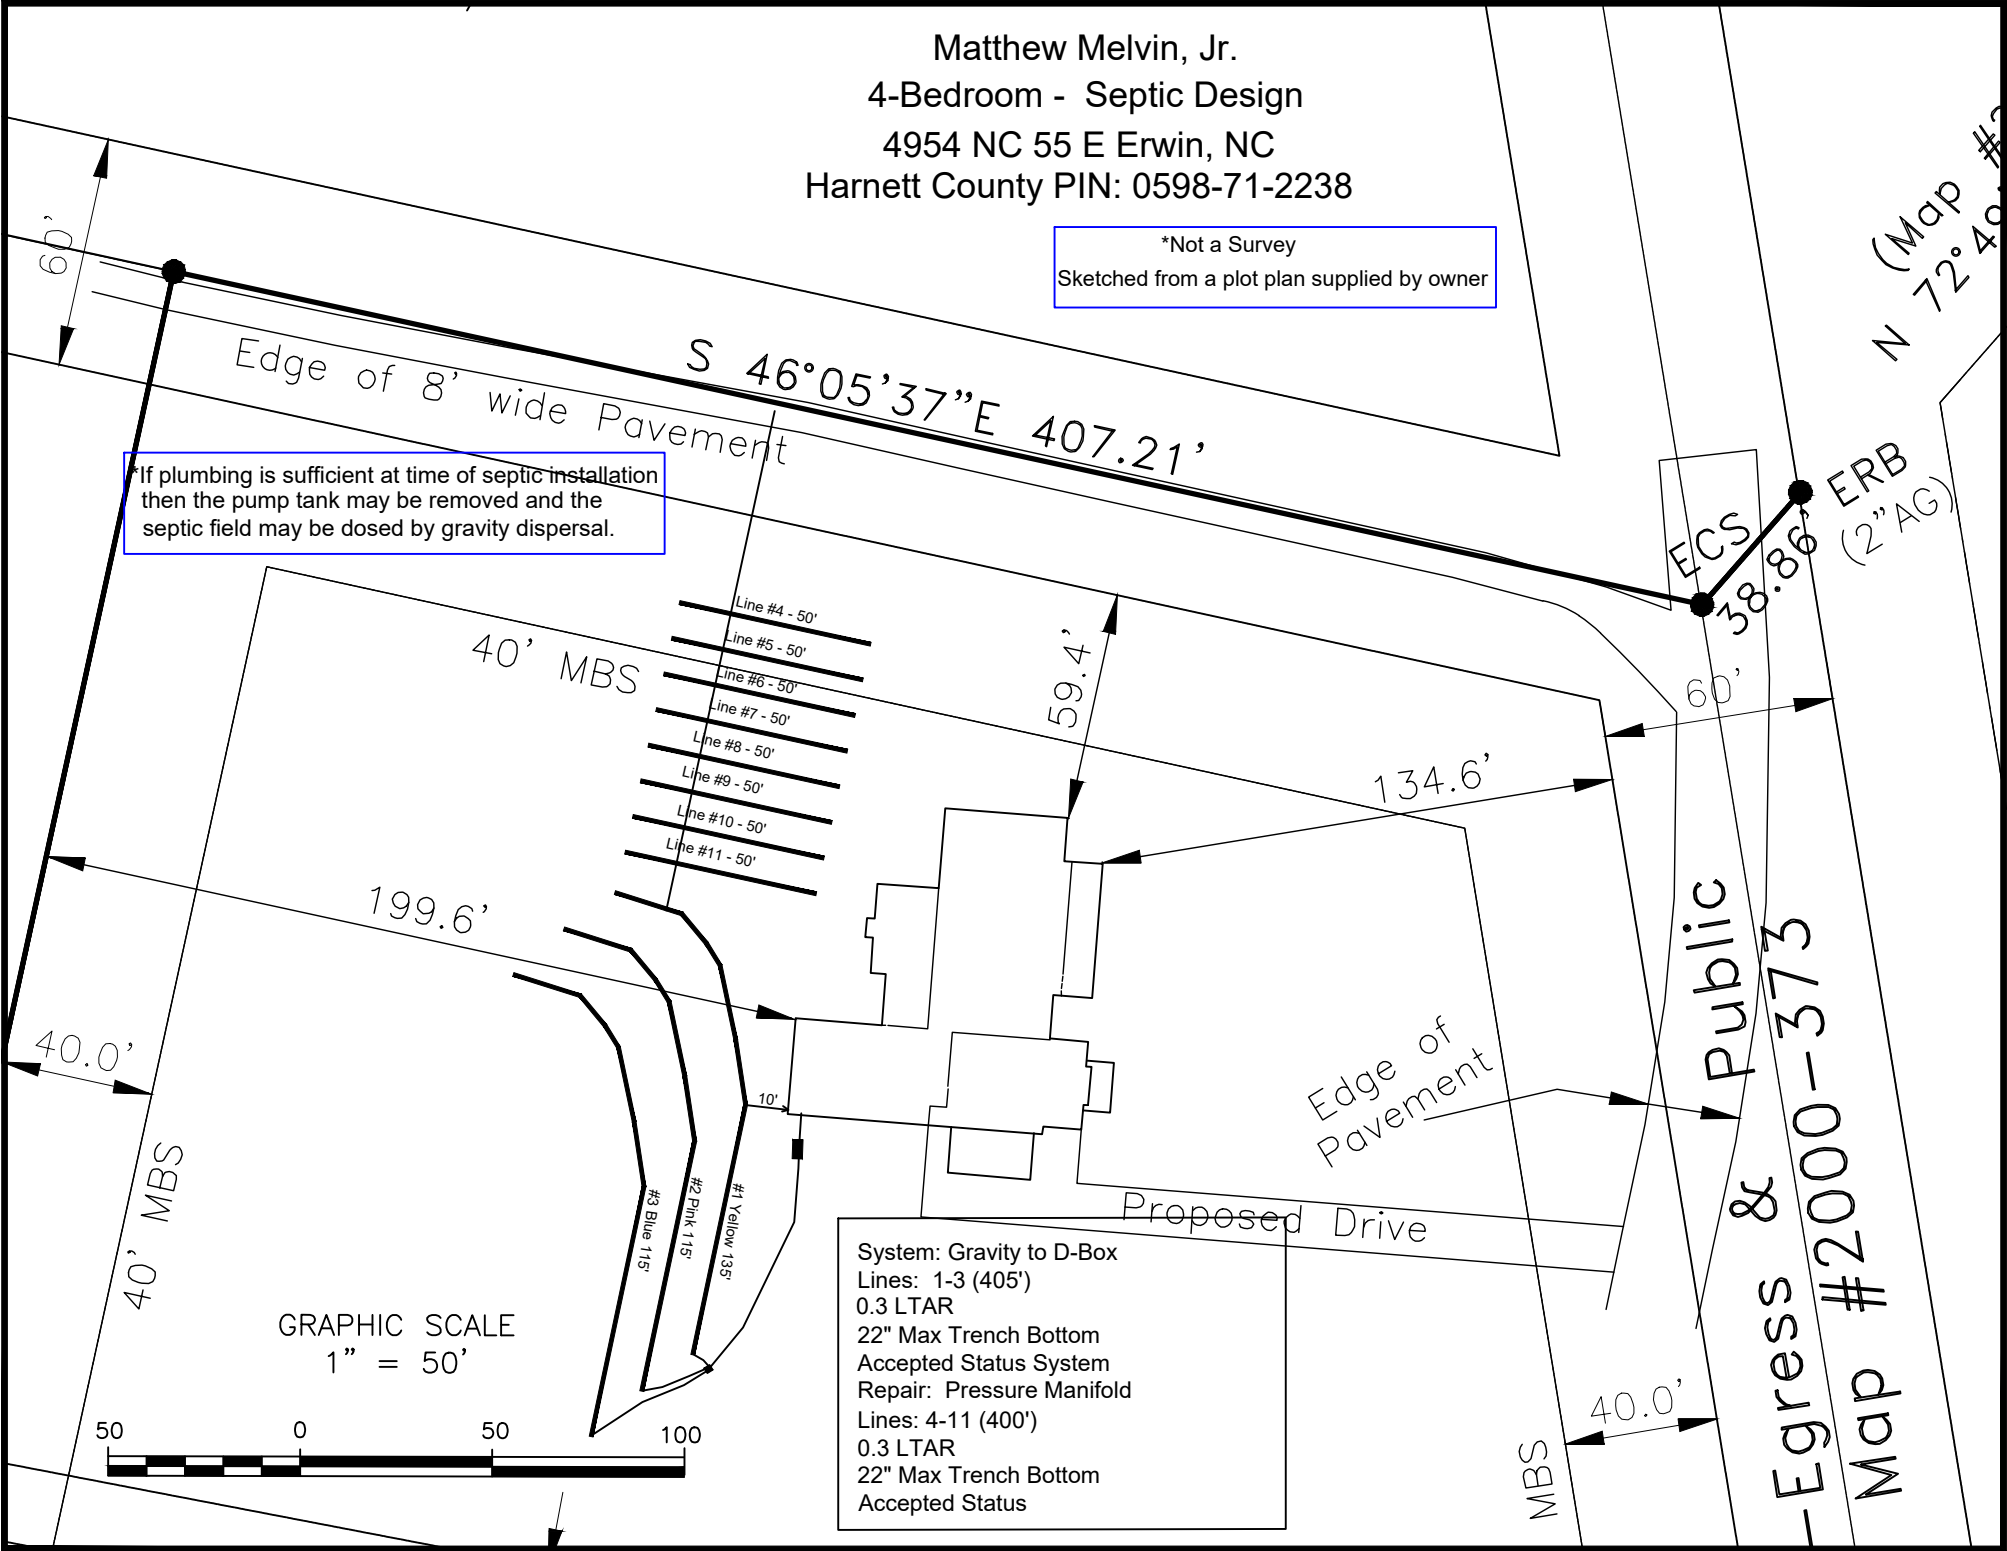 Matthew Melvin, Jr.
4-Bedroom - Septic Design
4954 NC 55 E Erwin, NC
Harnett County PIN: 0598-71-2238
*Not a Survey
Sketched from a plot plan supplied by owner
(Map #2
N 72°49'
60'
Edge of 8' wide Pavement
S 46°05'37"E 407.21'
*If plumbing is sufficient at time of septic installation
then the pump tank may be removed and the
septic field may be dosed by gravity dispersal.
ECS
38.86'
ERB
(2"AG)
40' MBS
Line #4 - 50'
Line #5 - 50'
Line #6 - 50'
Line #7 - 50'
Line #8 - 50'
Line #9 - 50'
Line #10 - 50'
Line #11 - 50'
59.4'
60'
134.6'
199.6'
40.0'
10'
40' MBS
#3 Blue 115'
#2 Pink 115'
#1 Yellow 135'
Edge of
Pavement
Proposed Drive
Public
-Egress &
Map #2000-373
System: Gravity to D-Box
Lines: 1-3 (405')
0.3 LTAR
22" Max Trench Bottom
Accepted Status System
Repair: Pressure Manifold
Lines: 4-11 (400')
0.3 LTAR
22" Max Trench Bottom
Accepted Status
GRAPHIC SCALE
1" = 50'
50 0 50 100
40.0'
MBS